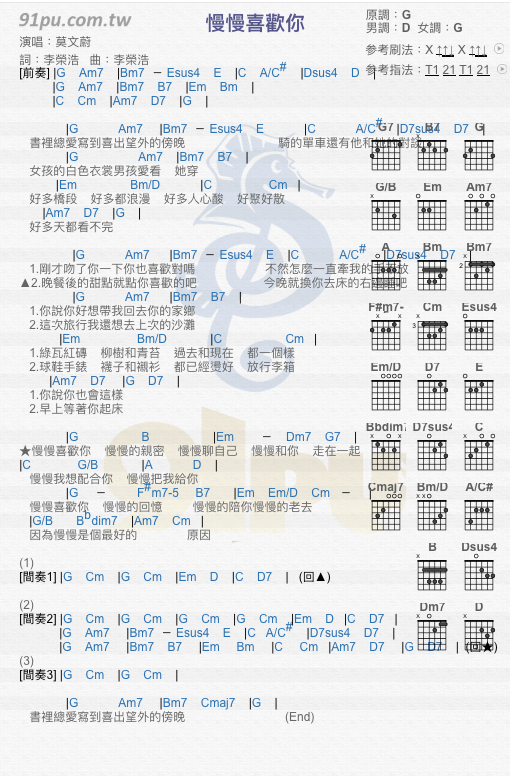 91pu.com.tw
慢慢喜歡你
原調：G
男調：D 女調：G
演唱：莫文蔚
詞：李榮浩 曲：李榮浩
參考刷法：X ↑↑↓ X ↑↑↓
參考指法：T1 21 T1 21
[前奏] |G Am7 |Bm7 – Esus4 E |C A/C# |Dsus4 D |
|G Am7 |Bm7 B7 |Em Bm |
|C Cm |Am7 D7 |G |
|G Am7 |Bm7 – Esus4 E |C A/C# |D7sus4 D7 |
書裡總愛寫到喜出望外的傍晚 騎的單車還有他和她的對談
|G Am7 |Bm7 B7 |
女孩的白色衣裳男孩愛看 她穿
|Em Bm/D |C Cm |
好多橋段 好多都浪漫 好多人心酸 好聚好散
|Am7 D7 |G |
好多天都看不完
|G Am7 |Bm7 – Esus4 E |C A/C# |D7sus4 D7 |
1.剛才吻了你一下你也喜歡對嗎 不然怎麼一直牽我的手不放
▲2.晚餐後的甜點就點你喜歡的吧 今晚就換你去床的右邊睡吧
|G Am7 |Bm7 B7 |
1.你說你好想帶我回去你的家鄉
2.這次旅行我還想去上次的沙灘
|Em Bm/D |C Cm |
1.綠瓦紅磚 柳樹和青苔 過去和現在 都一個樣
2.球鞋手錶 襪子和襯衫 都已經燙好 放行李箱
|Am7 D7 |G D7 |
1.你說你也會這樣
2.早上等著你起床
|G B |Em – Dm7 G7 |
★慢慢喜歡你 慢慢的親密 慢慢聊自己 慢慢和你 走在一起
|C G/B |A D |
慢慢我想配合你 慢慢把我給你
|G – F#m7-5 B7 |Em Em/D Cm – |
慢慢喜歡你 慢慢的回憶 慢慢的陪你慢慢的老去
|G/B Bbdim7 |Am7 Cm |
因為慢慢是個最好的 原因
(1)
[間奏1] |G Cm |G Cm |Em D |C D7 | (回▲)
(2)
[間奏2] |G Cm |G Cm |G Cm |G Cm |Em D |C D7 |
|G Am7 |Bm7 – Esus4 E |C A/C# |D7sus4 D7 |
|G Am7 |Bm7 B7 |Em Bm |C Cm |Am7 D7 |G D7 | (回★)
(3)
[間奏3] |G Cm |G Cm |
|G Am7 |Bm7 Cmaj7 |G |
書裡總愛寫到喜出望外的傍晚 (End)
G7 B7 G
G/B Em Am7
A Bm Bm7
F#m7- Cm Esus4
Em/D D7 E
Bbdim7 D7sus4 C
Cmaj7 Bm/D A/C#
B Dsus4
Dm7 D